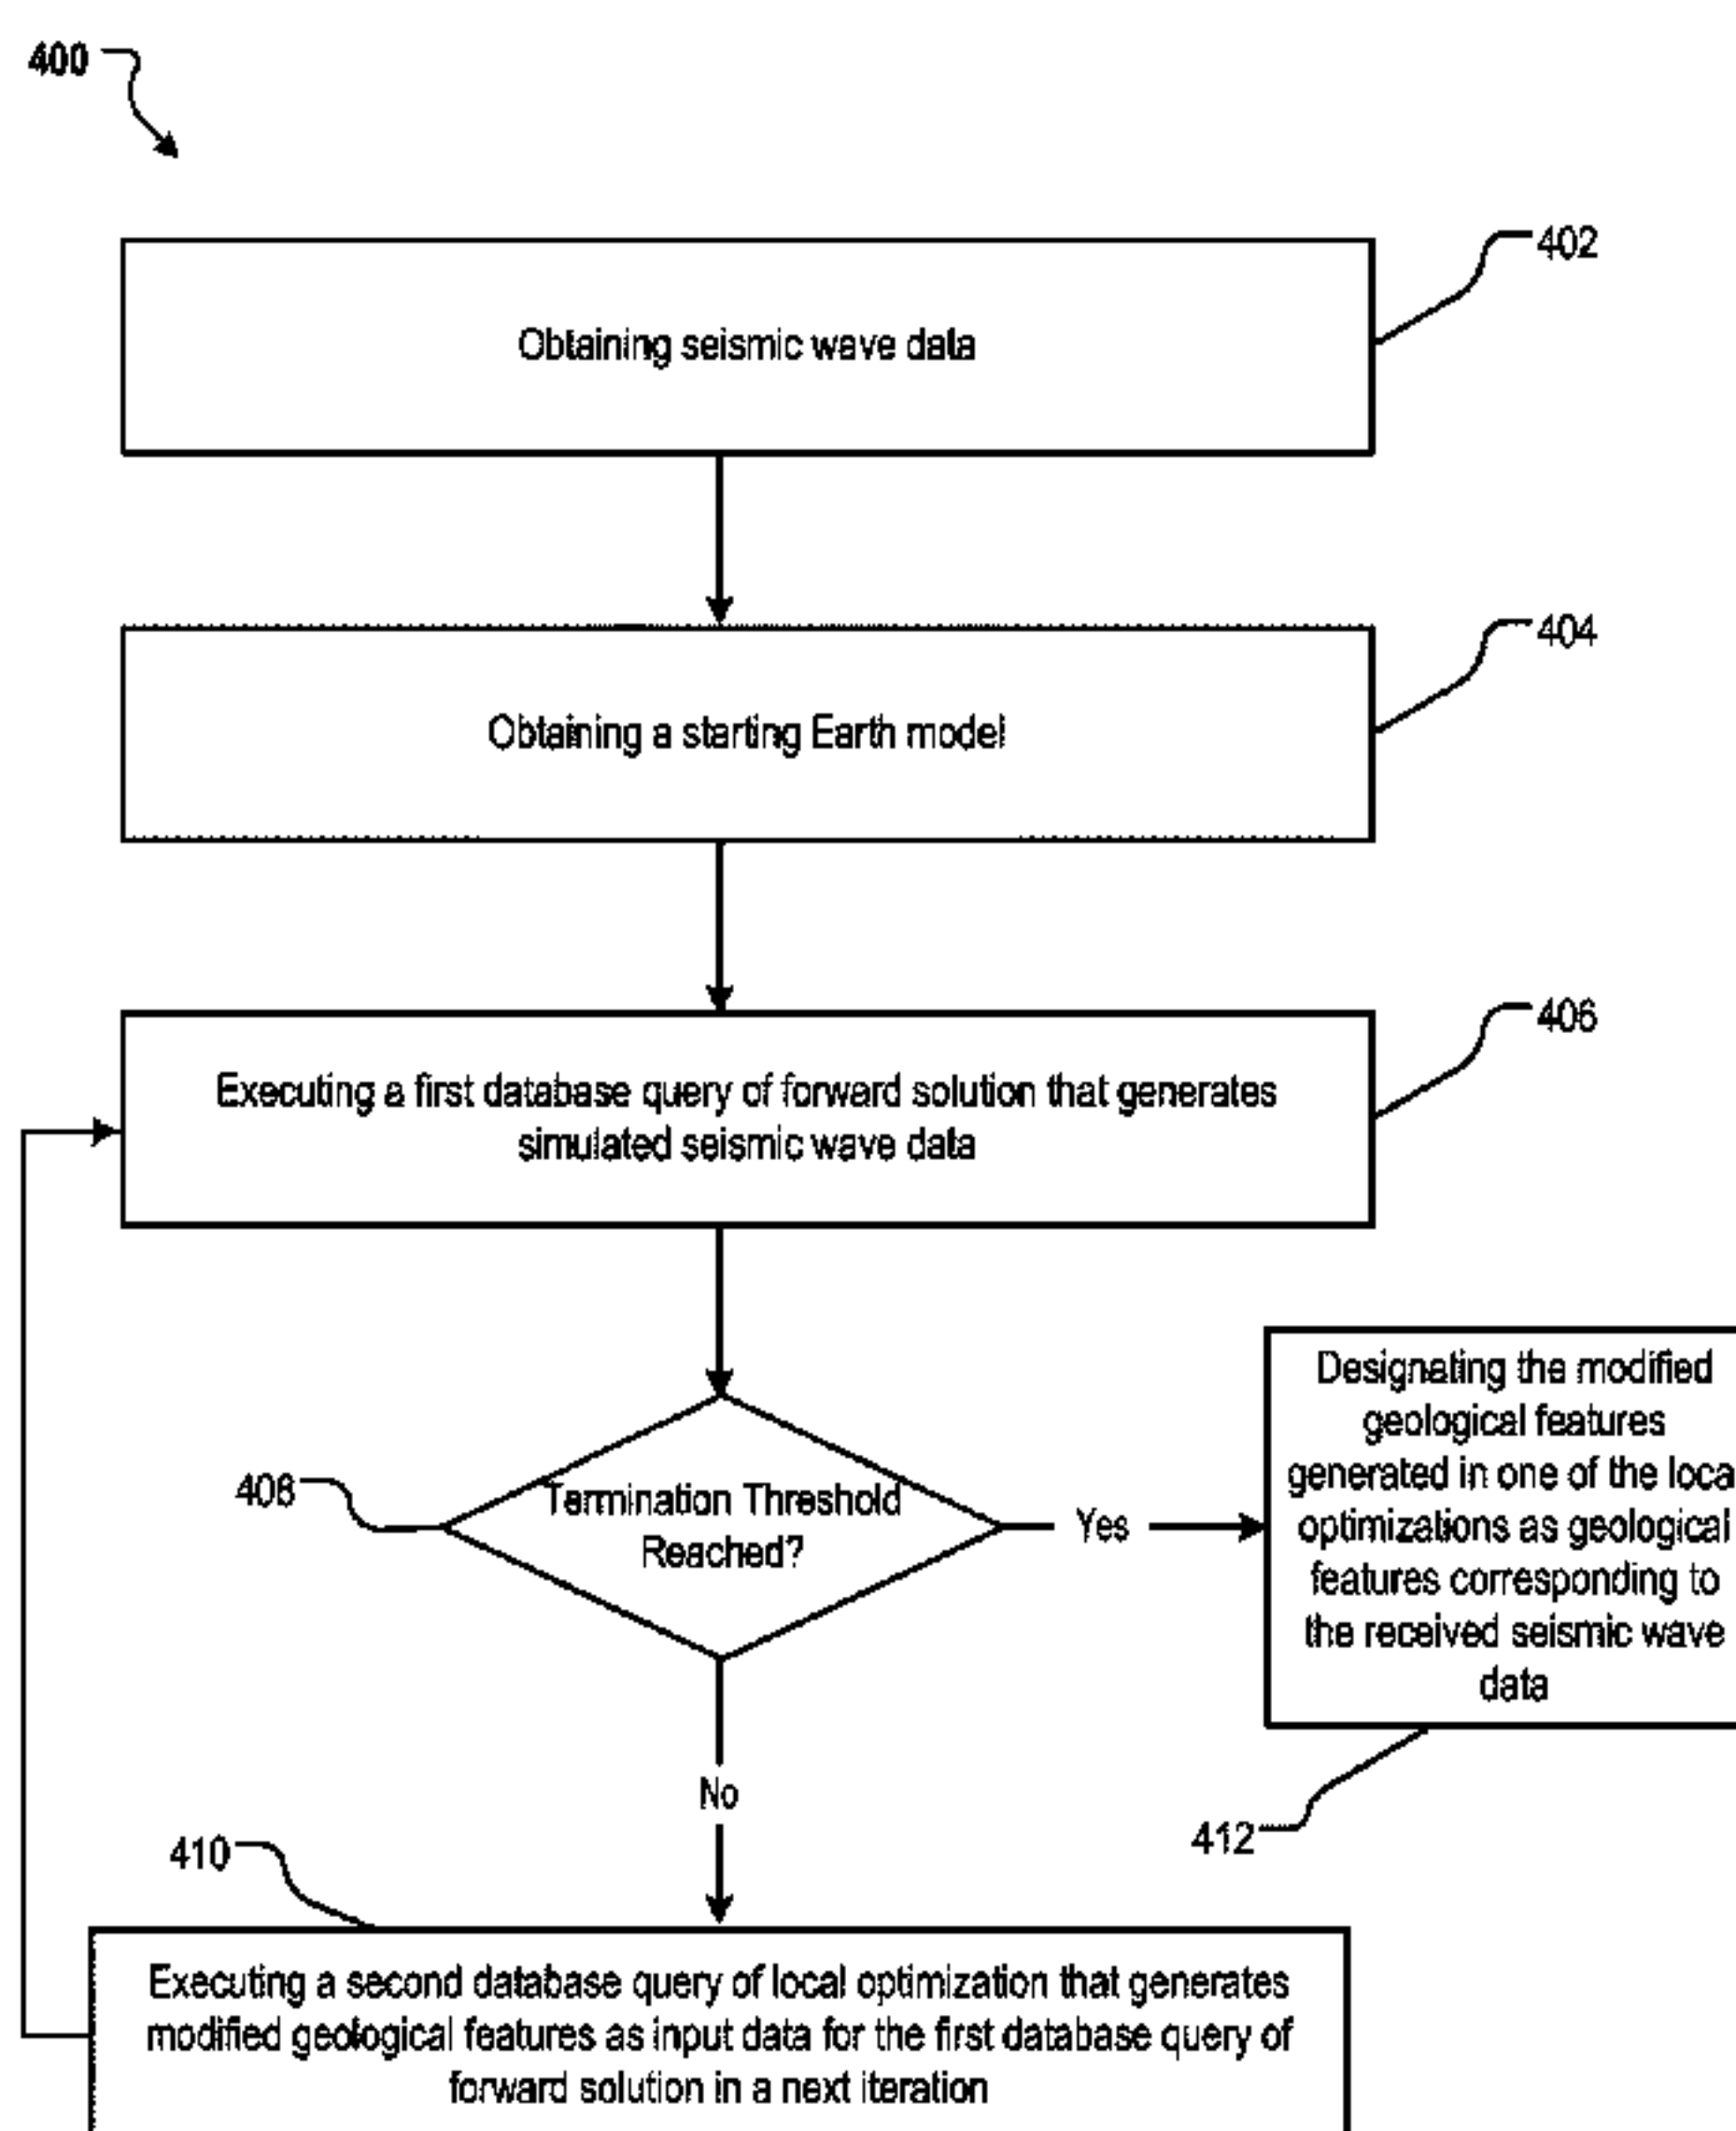 400
402
Obtaining seismic wave data
404
Obtaining a starting Earth model
406
Executing a first database query of forward solution that generates
simulated seismic wave data
408
Termination Threshold
Reached?
Yes
Designating the modified
geological features
generated in one of the local
optimizations as geological
features corresponding to
the received seismic wave
data
412
No
410
Executing a second database query of local optimization that generates
modified geological features as input data for the first database query of
forward solution in a next iteration